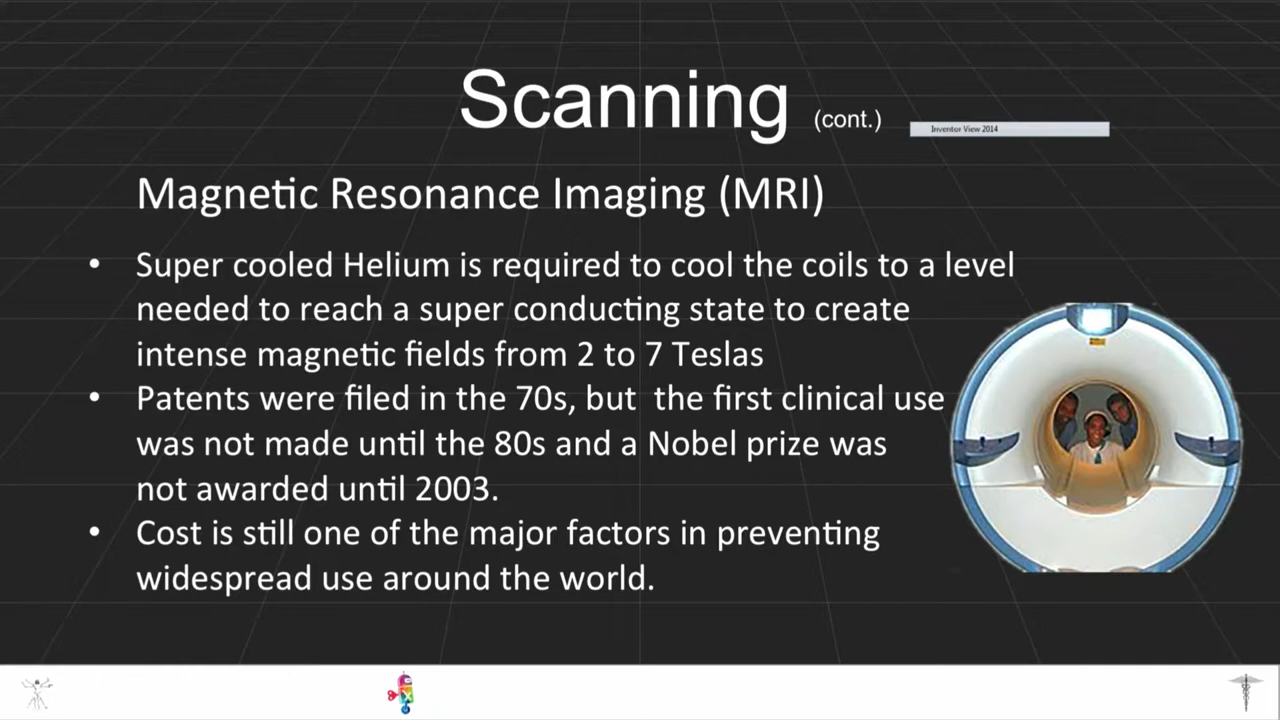 Scanning (cont.)
Inventor View 2014
Magnetic Resonance Imaging (MRI)
• Super cooled Helium is required to cool the coils to a level
needed to reach a super conducting state to create
intense magnetic fields from 2 to 7 Teslas
• Patents were filed in the 70s, but  the first clinical use
was not made until the 80s and a Nobel prize was
not awarded until 2003.
• Cost is still one of the major factors in preventing
widespread use around the world.